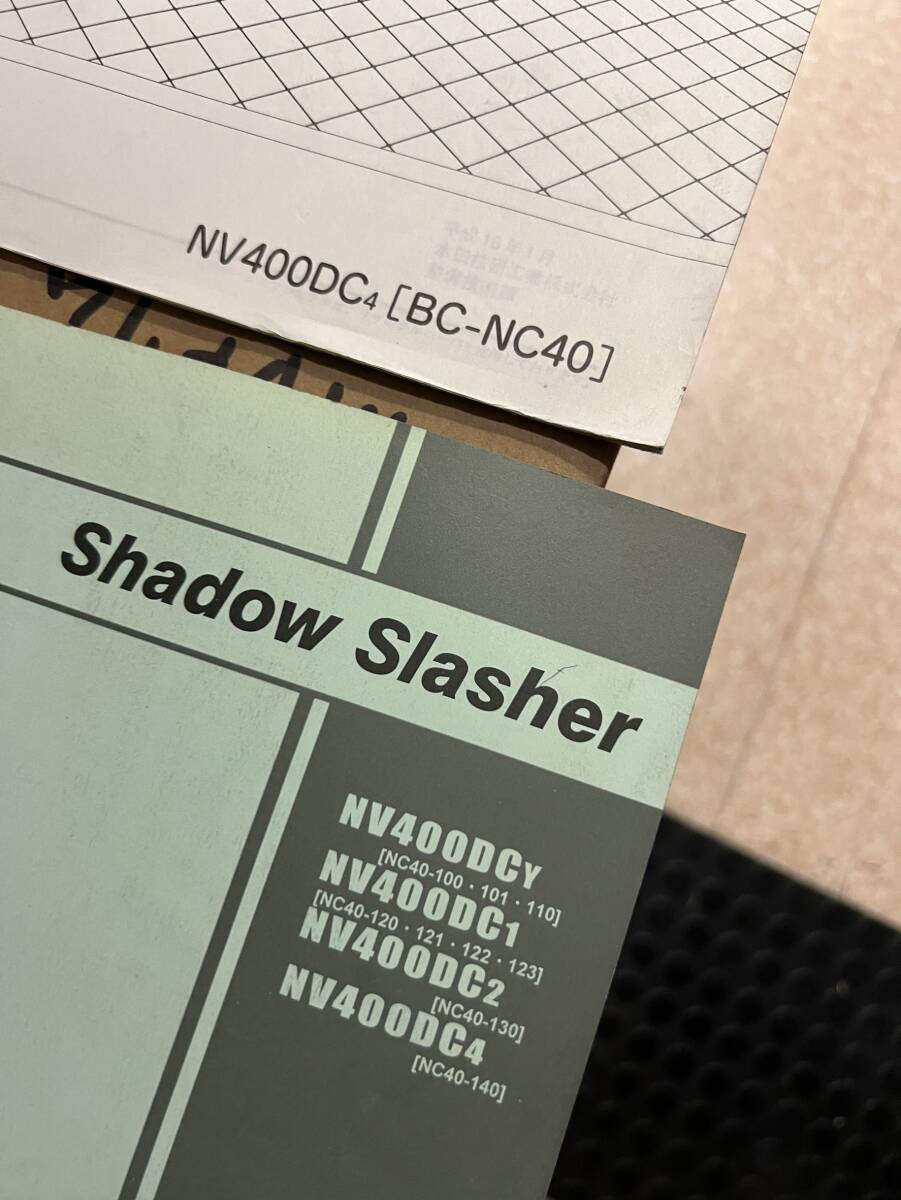 NV400DC4 [BC-NC40]
Shadow Slasher
NV400DCY
[NC40-100・101・110]
NV400DC1
[NC40-120・121・122・123]
NV400DC2
[NC40-130]
NV400DC4
[NC40-140]